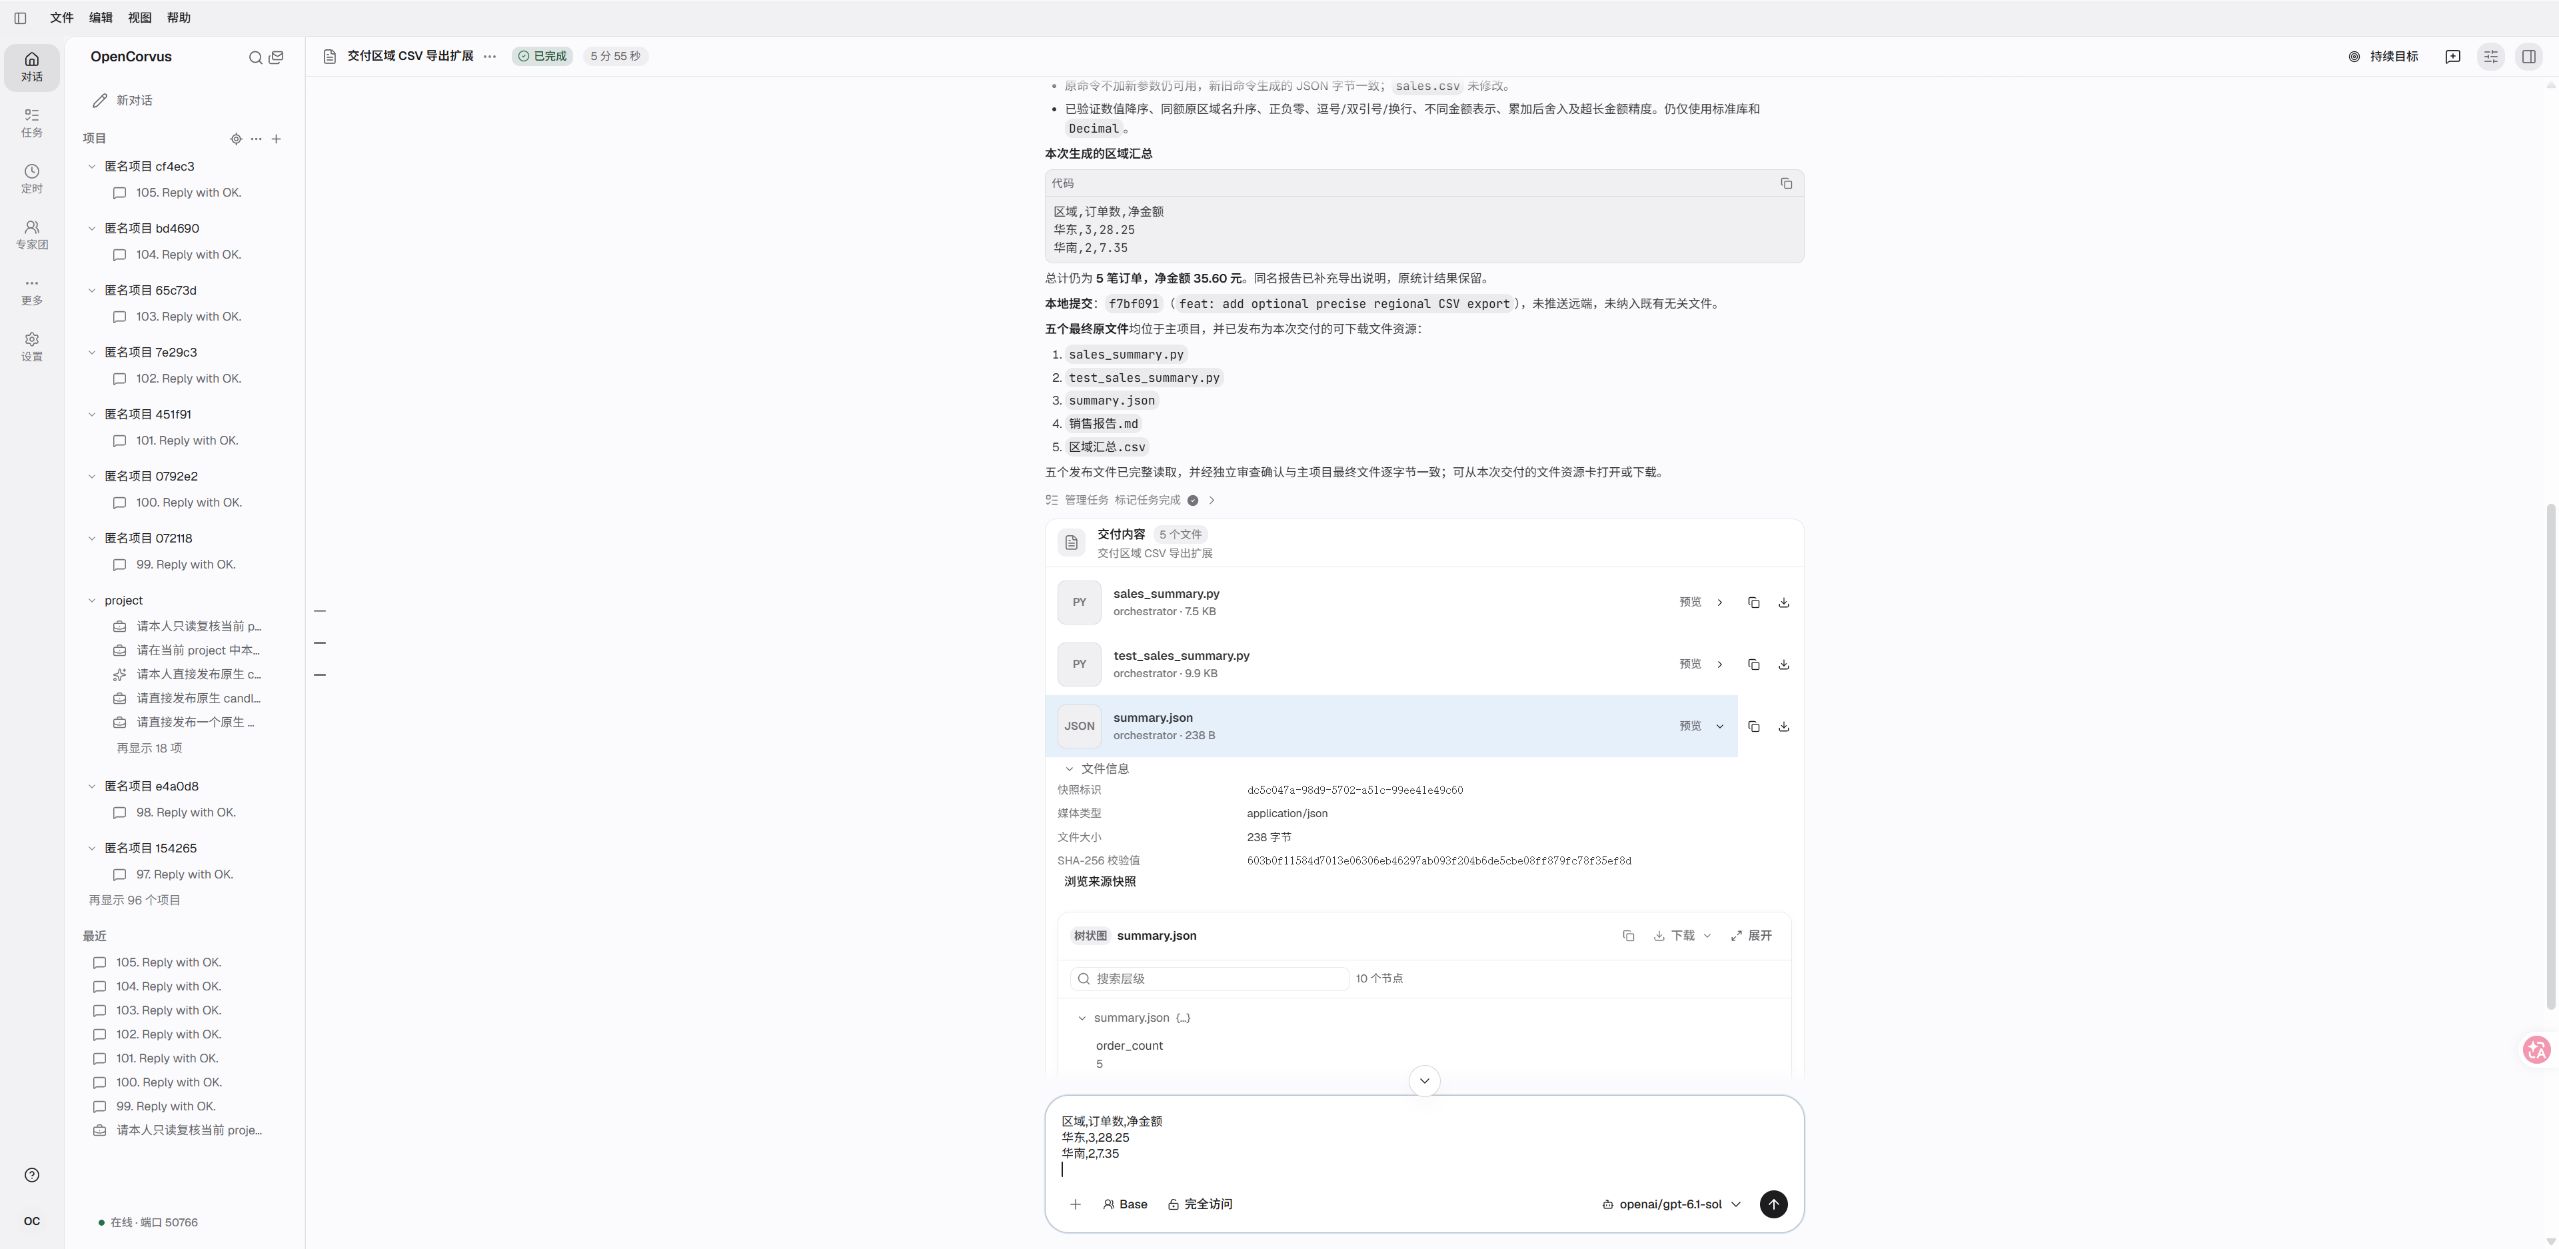 文件 编辑 视图 帮助
对话
任务
定时
专家团
更多
设置
OC
OpenCorvus
新对话
项目
匿名项目 cf4ec3
105. Reply with OK.
匿名项目 bd4690
104. Reply with OK.
匿名项目 65c73d
103. Reply with OK.
匿名项目 7e29c3
102. Reply with OK.
匿名项目 451f91
101. Reply with OK.
匿名项目 0792e2
100. Reply with OK.
匿名项目 072118
99. Reply with OK.
project
请本人只读复核当前 p...
请在当前 project 中本...
请本人直接发布原生 c...
请直接发布原生 candl...
请直接发布一个原生 ...
再显示 18 项
匿名项目 e4a0d8
98. Reply with OK.
匿名项目 154265
97. Reply with OK.
再显示 96 个项目
最近
105. Reply with OK.
104. Reply with OK.
103. Reply with OK.
102. Reply with OK.
101. Reply with OK.
100. Reply with OK.
99. Reply with OK.
请本人只读复核当前 proje...
在线 · 端口 50766
交付区域 CSV 导出扩展 ... 已完成 5 分 55 秒
持续目标
• 原命令不加新参数仍可用，新旧命令生成的 JSON 字节一致；sales.csv 未修改。
• 已验证数值降序、同额原区域名升序、正负零、逗号/双引号/换行、不同金额表示、累加后舍入及超长金额精度。仍仅使用标准库和
Decimal。
本次生成的区域汇总
代码
区域,订单数,净金额
华东,3,28.25
华南,2,7.35
总计仍为 5 笔订单，净金额 35.60 元。同名报告已补充导出说明，原统计结果保留。
本地提交：f7bf091（feat: add optional precise regional CSV export），未推送远端，未纳入既有无关文件。
五个最终原文件均位于主项目，并已发布为本次交付的可下载文件资源：
1. sales_summary.py
2. test_sales_summary.py
3. summary.json
4. 销售报告.md
5. 区域汇总.csv
五个发布文件已完整读取，并经独立审查确认与主项目最终文件逐字节一致；可从本次交付的文件资源卡打开或下载。
管理任务 标记任务完成
交付内容 5 个文件
交付区域 CSV 导出扩展
PY sales_summary.py 预览
orchestrator · 7.5 KB
PY test_sales_summary.py 预览
orchestrator · 9.9 KB
JSON summary.json 预览
orchestrator · 238 B
文件信息
快照标识 dc5c047a-98d9-5702-a51c-99ee41e49c60
媒体类型 application/json
文件大小 238 字节
SHA-256 校验值 603b0f11584d7013e06306eb46297ab093f204b6de5cbe08ff879fc78f35ef8d
浏览来源快照
树状图 summary.json 下载 展开
搜索层级 10 个节点
summary.json {...}
order_count
5
区域,订单数,净金额
华东,3,28.25
华南,2,7.35
Base 完全访问 openai/gpt-6.1-sol